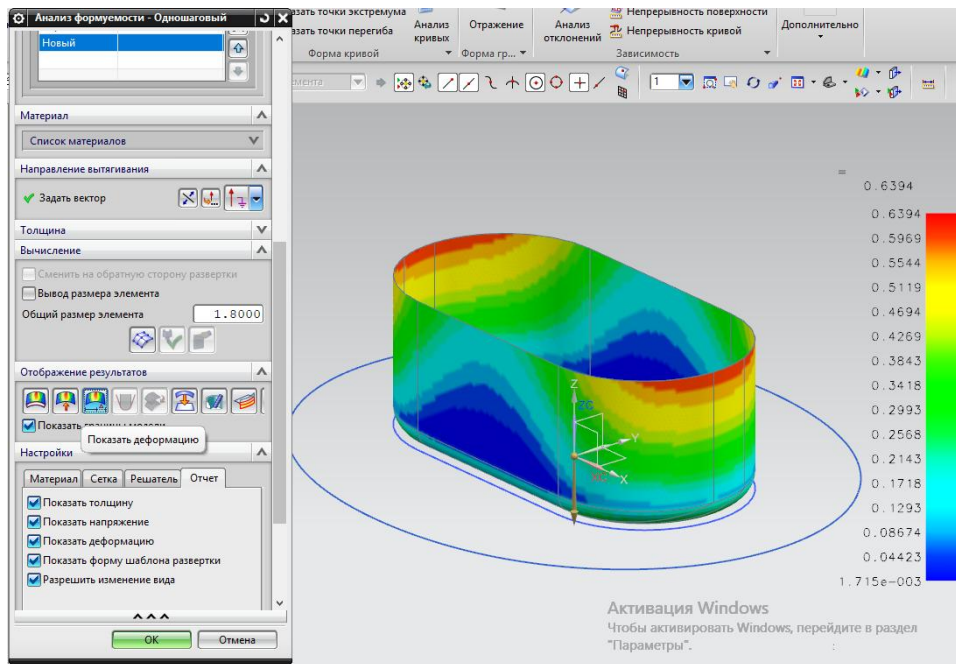 Анализ формуемости - Одношаговый
Новый
Материал
Список материалов
Направление вытягивания
Задать вектор
Толщина
Вычисление
Сменить на обратную сторону развертки
Вывод размера элемента
Общий размер элемента 1.8000
Отображение результатов
Показать границы модели
Показать деформацию
Настройки
Материал Сетка Решатель Отчет
Показать толщину
Показать напряжение
Показать деформацию
Показать форму шаблона развертки
Разрешить изменение вида
OK Отмена
зать точки экстремума
зать точки перегиба
Форма кривой
Анализ кривых
Отражение
Форма гр...
Анализ отклонений
Непрерывность поверхности
Непрерывность кривой
Зависимость
Дополнительно
1
0.6394
0.6394
0.5969
0.5544
0.5119
0.4694
0.4269
0.3843
0.3418
0.2993
0.2568
0.2143
0.1718
0.1293
0.08674
0.04423
1.715e-003
Z
ZC
Y
X
Активация Windows
Чтобы активировать Windows, перейдите в раздел
"Параметры".